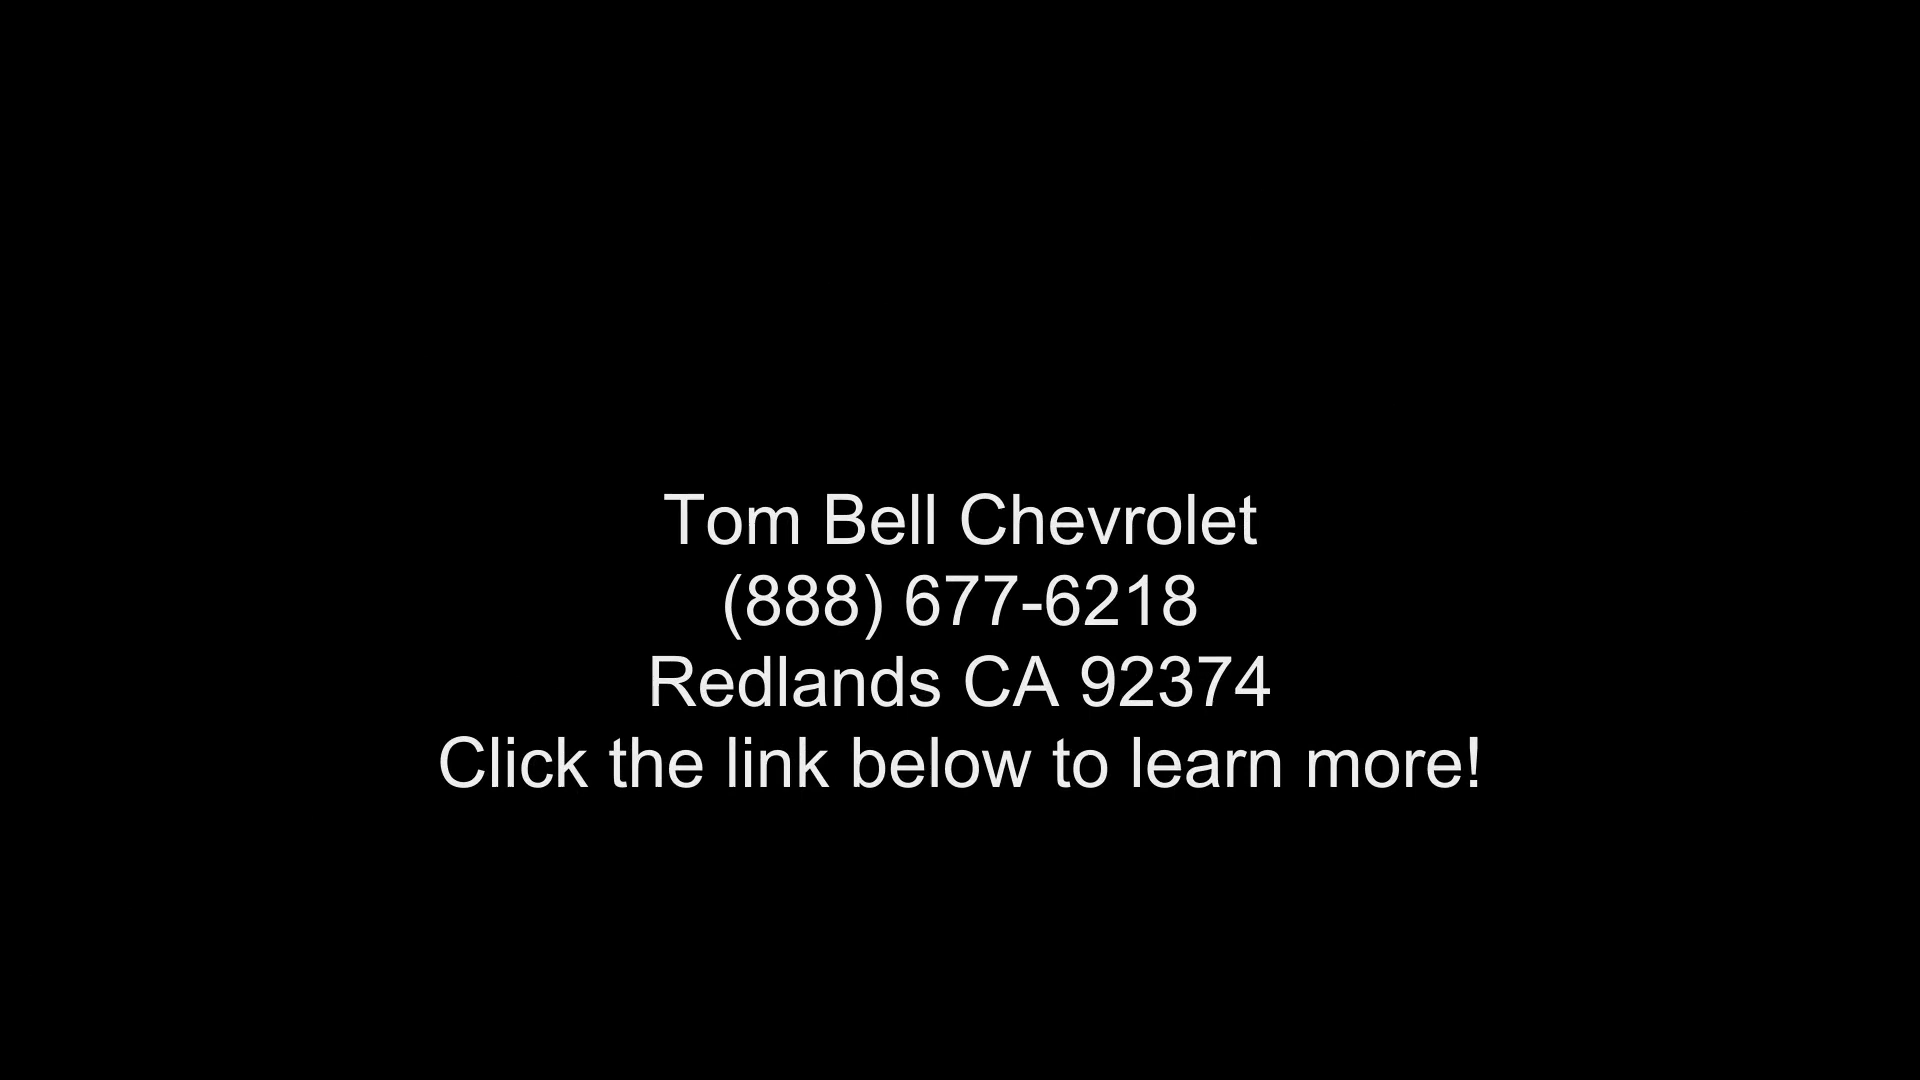 Tom Bell Chevrolet
(888) 677-6218
Redlands CA 92374
Click the link below to learn more!